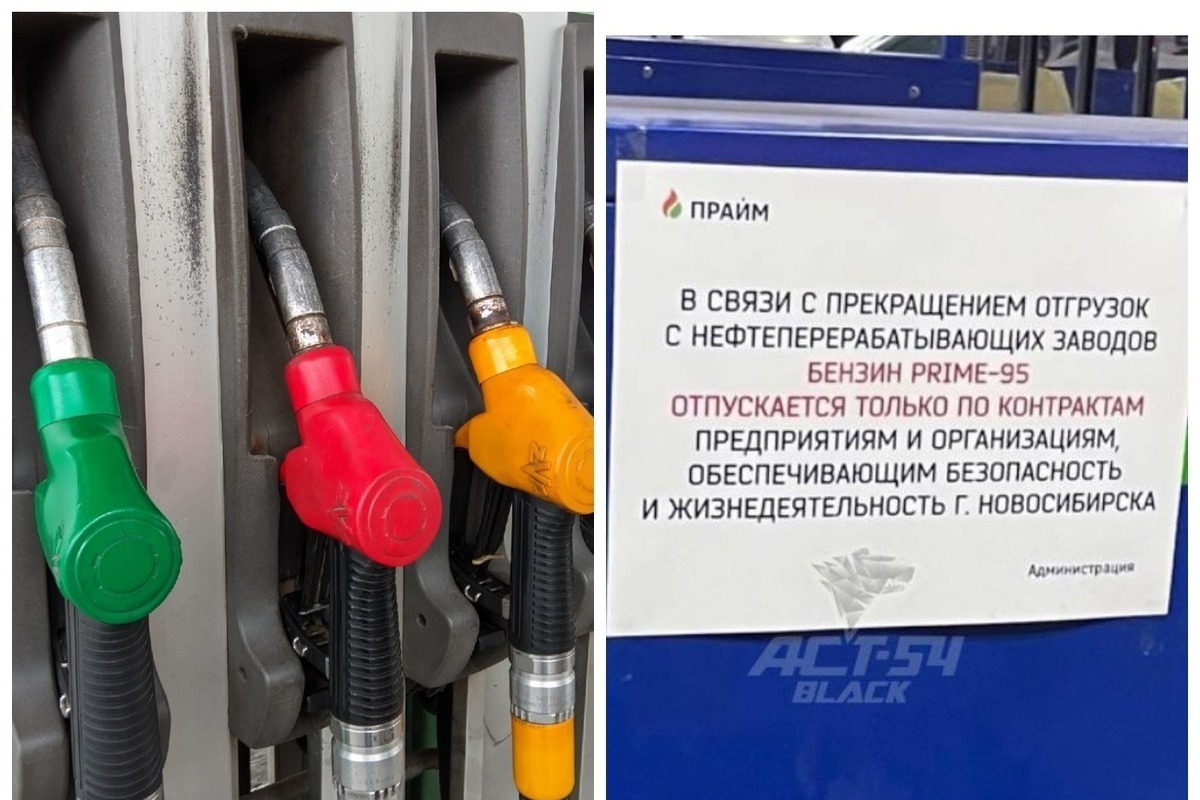 ПРАЙМ
В СВЯЗИ С ПРЕКРАЩЕНИЕМ ОТГРУЗОК
С НЕФТЕПЕРЕРАБАТЫВАЮЩИХ ЗАВОДОВ
БЕНЗИН PRIME-95
ОТПУСКАЕТСЯ ТОЛЬКО ПО КОНТРАКТАМ
ПРЕДПРИЯТИЯМ И ОРГАНИЗАЦИЯМ,
ОБЕСПЕЧИВАЮЩИМ БЕЗОПАСНОСТЬ
И ЖИЗНЕДЕЯТЕЛЬНОСТЬ Г. НОВОСИБИРСКА
Администрация
АСТ-54
BLACK